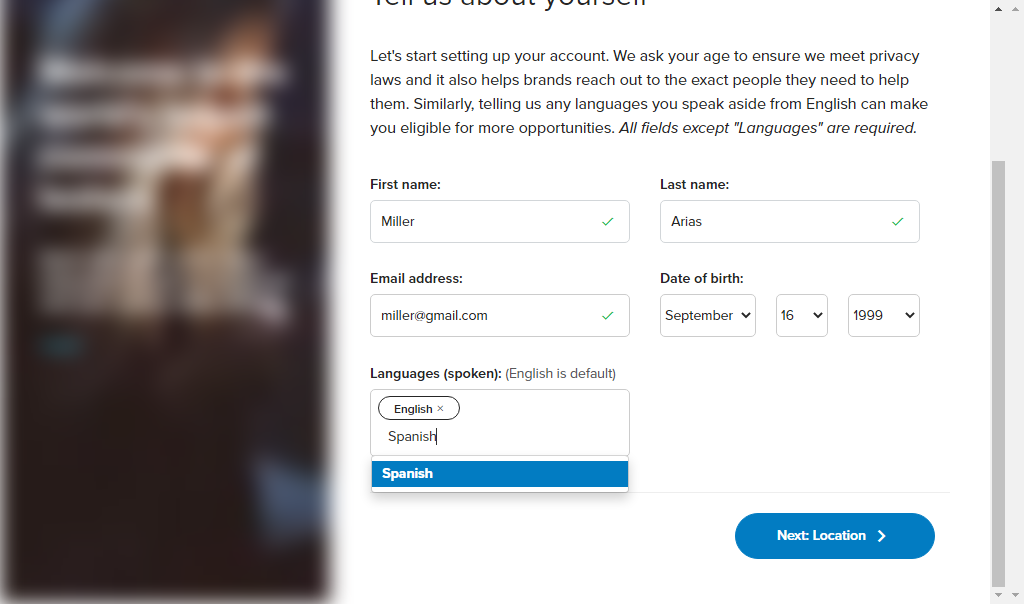 Tell us about yourself
Let's start setting up your account. We ask your age to ensure we meet privacy
laws and it also helps brands reach out to the exact people they need to help
them. Similarly, telling us any languages you speak aside from English can make
you eligible for more opportunities. All fields except "Languages" are required.
First name:
Last name:
Miller
Arias
Email address:
Date of birth:
miller@gmail.com
September
16
1999
Languages (spoken): (English is default)
English ×
Spanish
Spanish
Next: Location